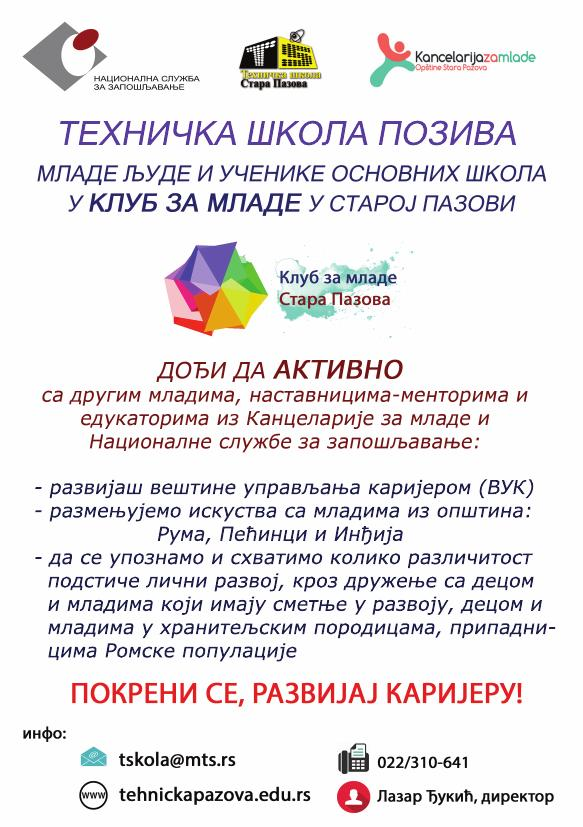 НАЦИОНАЛНА СЛУЖБА
ЗА ЗАПОШЉАВАЊЕ
Техничка школа
Стара Пазова
Kancelarijazamlade
Opštine Stara Pazova
ТЕХНИЧКА ШКОЛА ПОЗИВА
МЛАДЕ ЉУДЕ И УЧЕНИКЕ ОСНОВНИХ ШКОЛА
У КЛУБ ЗА МЛАДЕ У СТАРОЈ ПАЗОВИ
Клуб за младе
Стара Пазова
ДОЂИ ДА АКТИВНО
са другим младима, наставницима-менторима и
едукаторима из Канцеларије за младе и
Националне службе за запошљавање:
- развијаш вештине управљања каријером (ВУК)
- размењујемо искуства са младима из општина:
Рума, Пећинци и Инђија
- да се упознамо и схватимо колико различитост
подстиче лични развој, кроз дружење са децом
и младима који имају сметње у развоју, децом и
младима у хранитељским породицама, припадни-
цима Ромске популације
ПОКРЕНИ СЕ, РАЗВИЈАЈ КАРИЈЕРУ!
инфо:
tskola@mts.rs
022/310-641
www
tehnickapazova.edu.rs
Лазар Ђукић, директор